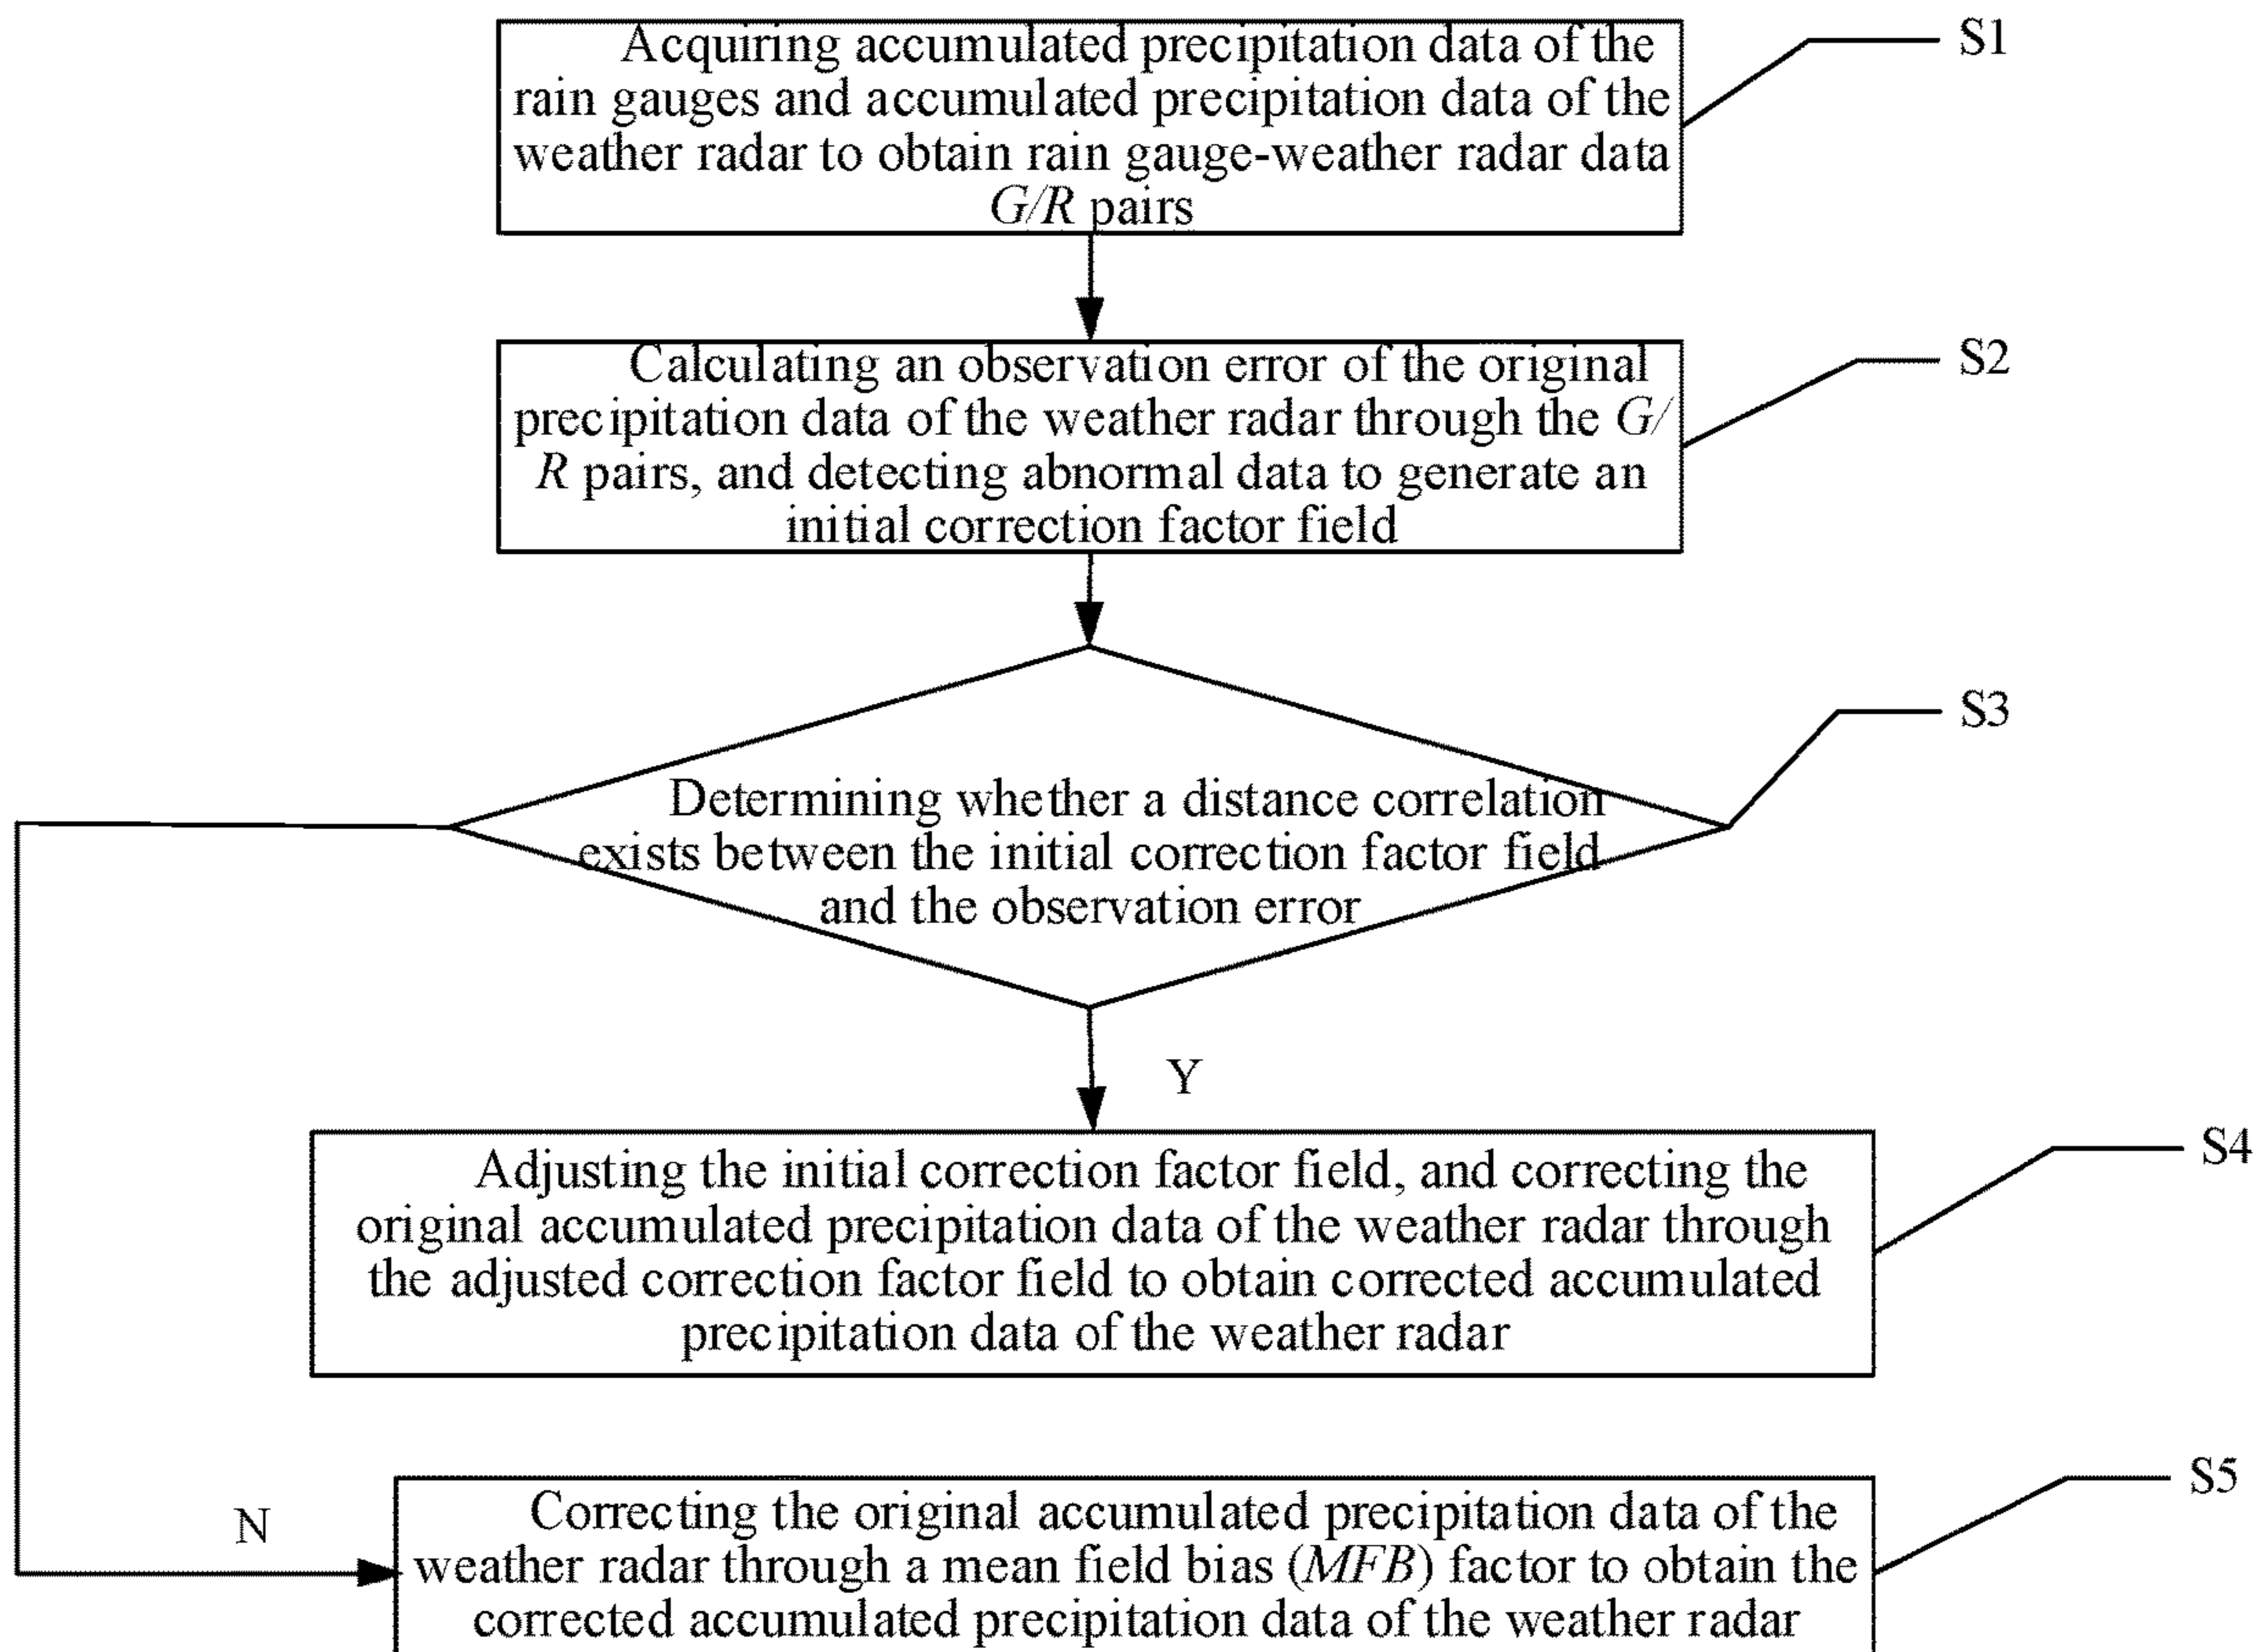 Acquiring accumulated precipitation data of the
rain gauges and accumulated precipitation data of the
weather radar to obtain rain gauge-weather radar data
G/R pairs
S1
Calculating an observation error of the original
precipitation data of the weather radar through the G/
R pairs, and detecting abnormal data to generate an
initial correction factor field
S2
Determining whether a distance correlation
exists between the initial correction factor field
and the observation error
S3
Y
Adjusting the initial correction factor field, and correcting the
original accumulated precipitation data of the weather radar through
the adjusted correction factor field to obtain corrected accumulated
precipitation data of the weather radar
S4
N
Correcting the original accumulated precipitation data of the
weather radar through a mean field bias (MFB) factor to obtain the
corrected accumulated precipitation data of the weather radar
S5